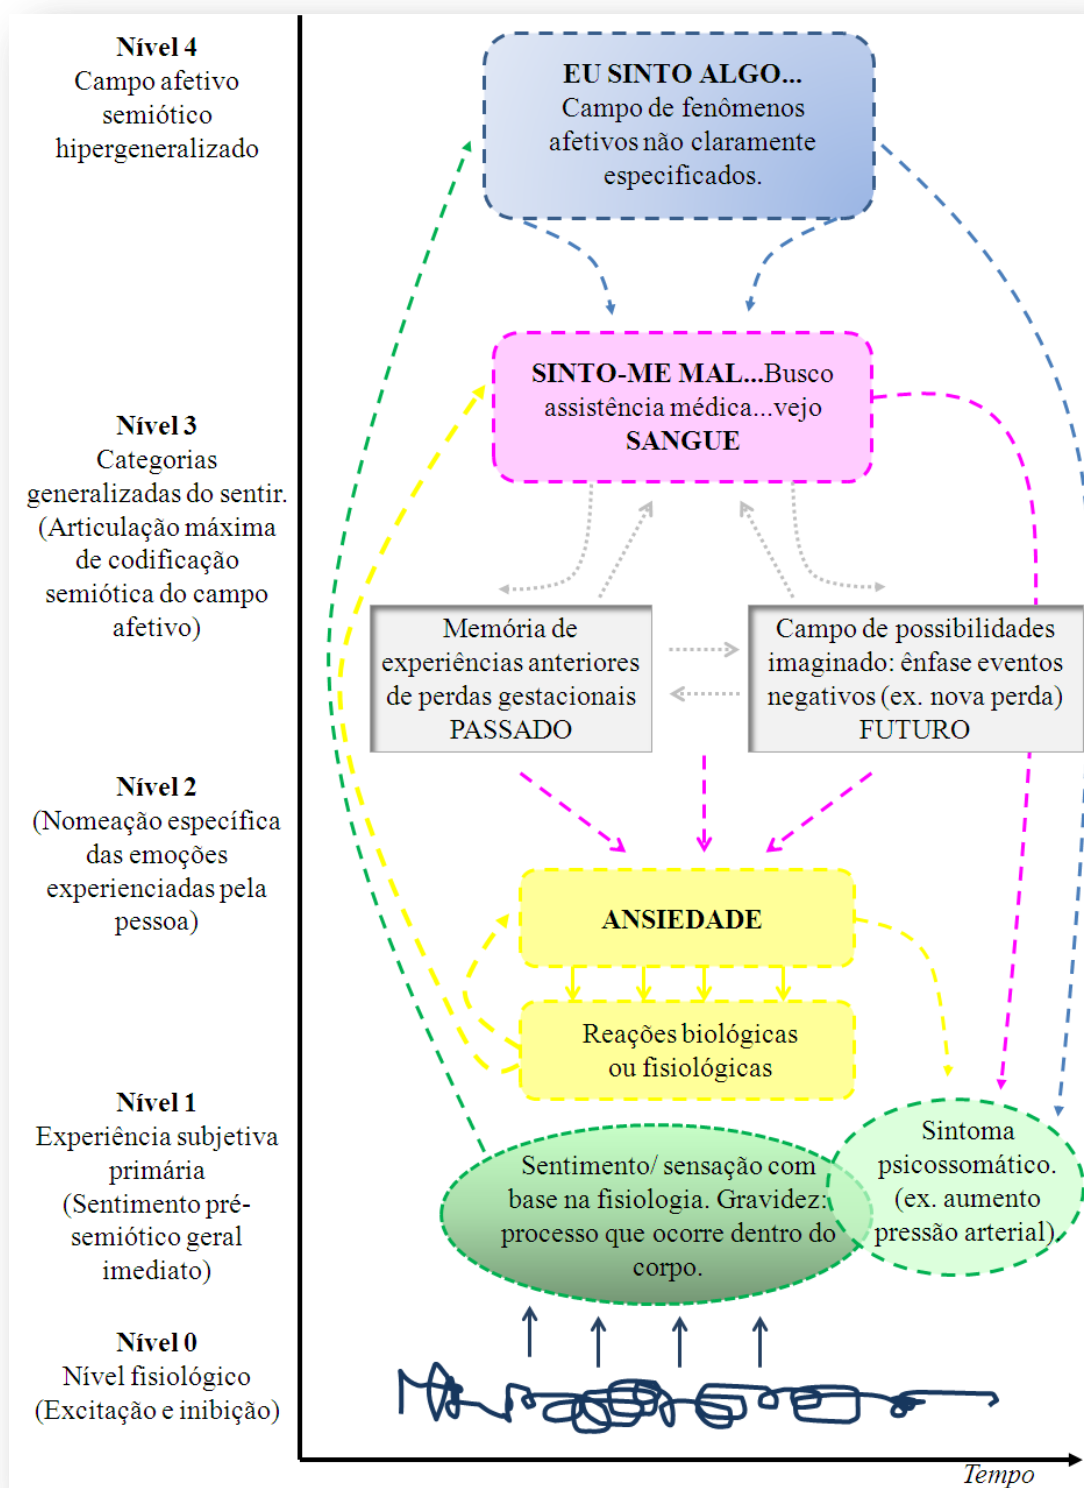 Nível 4
Campo afetivo
semiótico
hipergeneralizado
EU SINTO ALGO...
Campo de fenômenos
afetivos não claramente
especificados.
SINTO-ME MAL...Busco
assistência médica...vejo
SANGUE
Nível 3
Categorias
generalizadas do sentir.
(Articulação máxima
de codificação
semiótica do campo
afetivo)
Memória de
experiências anteriores
de perdas gestacionais
PASSADO
Campo de possibilidades
imaginado: ênfase eventos
negativos (ex. nova perda)
FUTURO
Nível 2
(Nomeação específica
das emoções
experienciadas pela
pessoa)
ANSIEDADE
Reações biológicas
ou fisiológicas
Nível 1
Experiência subjetiva
primária
(Sentimento pré-
semiótico geral
imediato)
Sentimento/ sensação com
base na fisiologia. Gravidez:
processo que ocorre dentro do
corpo.
Sintoma
psicossomático.
(ex. aumento
pressão arterial).
Nível 0
Nível fisiológico
(Excitação e inibição)
Tempo